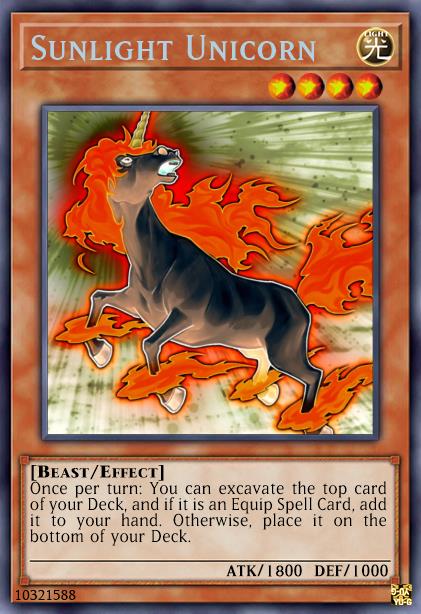 Sunlight Unicorn
LIGHT
光
[Beast/Effect]
Once per turn: You can excavate the top card
of your Deck, and if it is an Equip Spell Card, add
it to your hand. Otherwise, place it on the
bottom of your Deck.
ATK/1800 DEF/1000
10321588